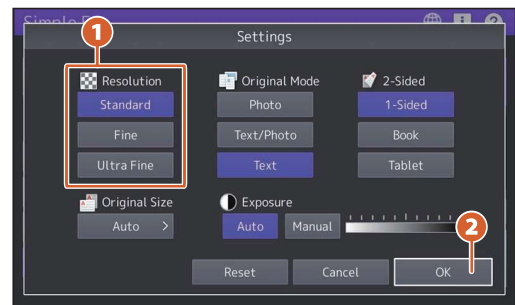 Simple
1
Settings
Resolution
Original Mode
2-Sided
Standard
Photo
1-Sided
Fine
Text/Photo
Book
Ultra Fine
Text
Tablet
Original Size
Exposure
Auto >
Auto
Manual
2
Reset
Cancel
OK